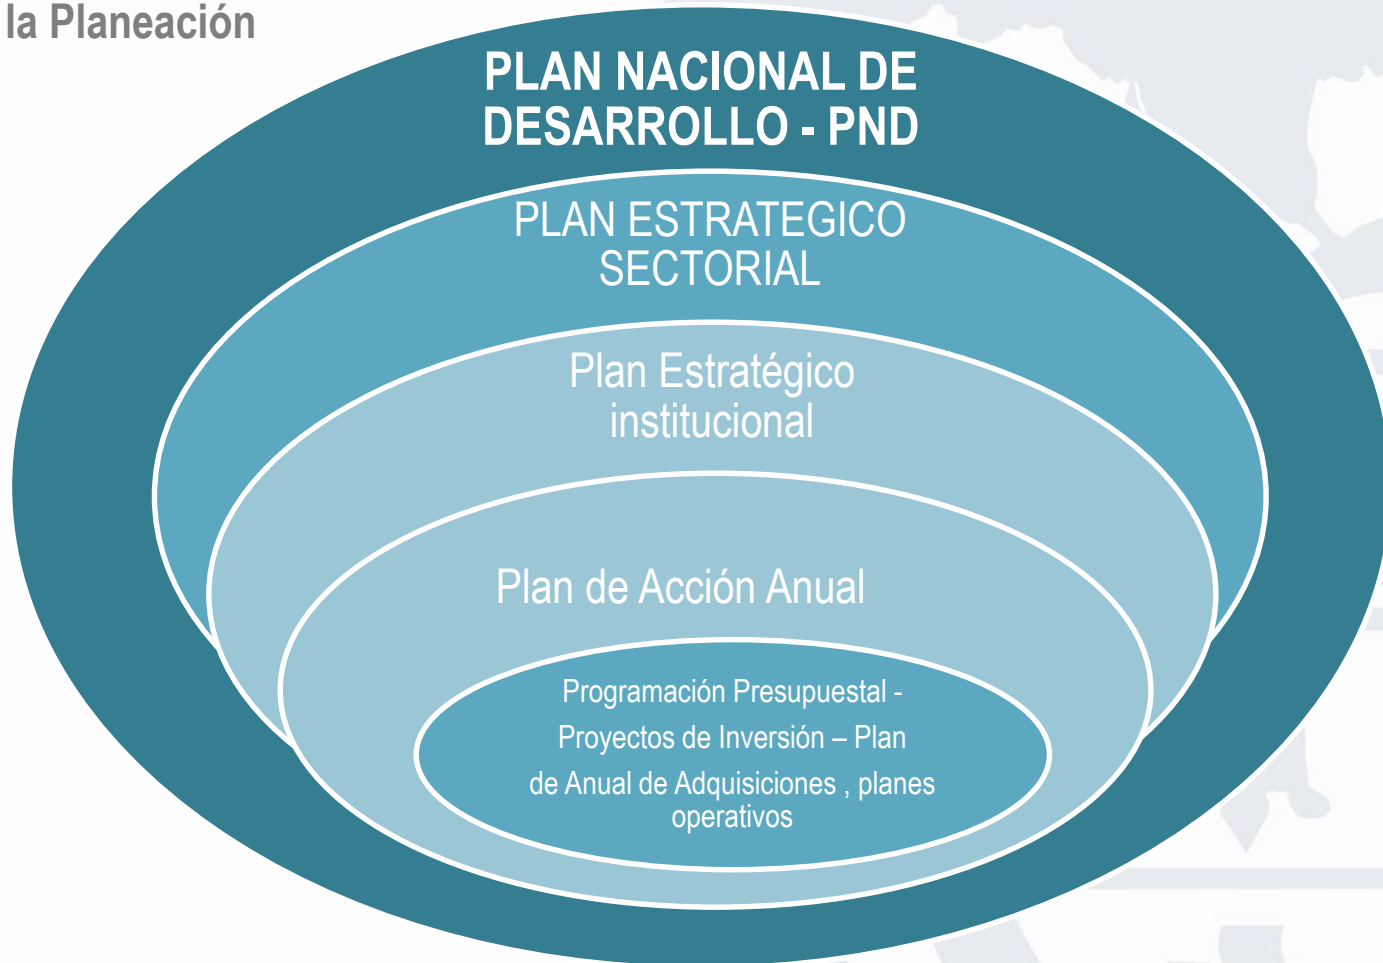 la Planeación
PLAN NACIONAL DE
DESARROLLO - PND
PLAN ESTRATEGICO
SECTORIAL
Plan Estratégico
institucional
Plan de Acción Anual
Programación Presupuestal -
Proyectos de Inversión – Plan
de Anual de Adquisiciones , planes
operativos